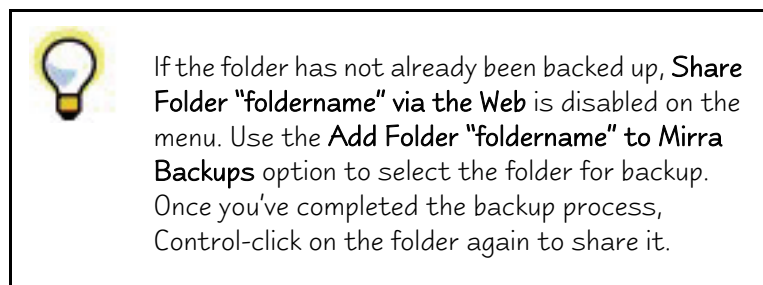 If the folder has not already been backed up, Share
Folder “foldername” via the Web is disabled on the
menu. Use the Add Folder “foldername” to Mirra
Backups option to select the folder for backup.
Once you’ve completed the backup process,
Control-click on the folder again to share it.